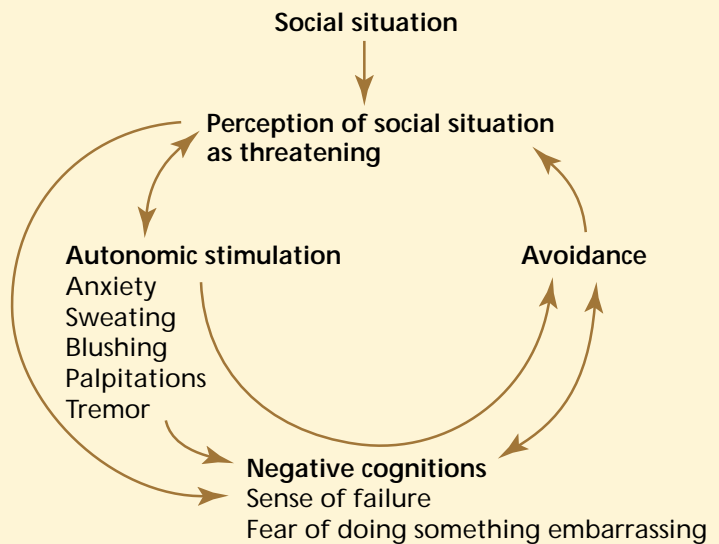 Social situation
Perception of social situation
as threatening
Autonomic stimulation
Anxiety
Sweating
Blushing
Palpitations
Tremor
Avoidance
Negative cognitions
Sense of failure
Fear of doing something embarrassing